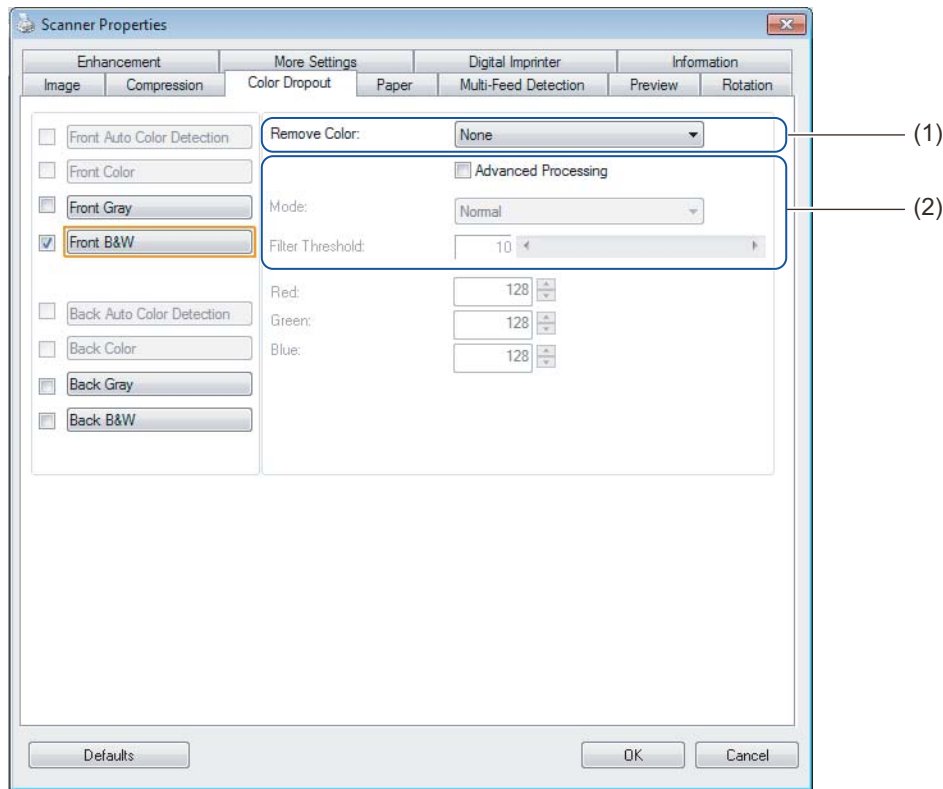 Scanner Properties
Enhancement More Settings Digital Imprinter Information
Image Compression Color Dropout Paper Multi-Feed Detection Preview Rotation
Front Auto Color Detection Remove Color: None (1)
Front Color Advanced Processing
Front Gray Mode: Normal (2)
Front B&W Filter Threshold: 10
Red: 128
Back Auto Color Detection Green: 128
Back Color Blue: 128
Back Gray
Back B&W
Defaults OK Cancel